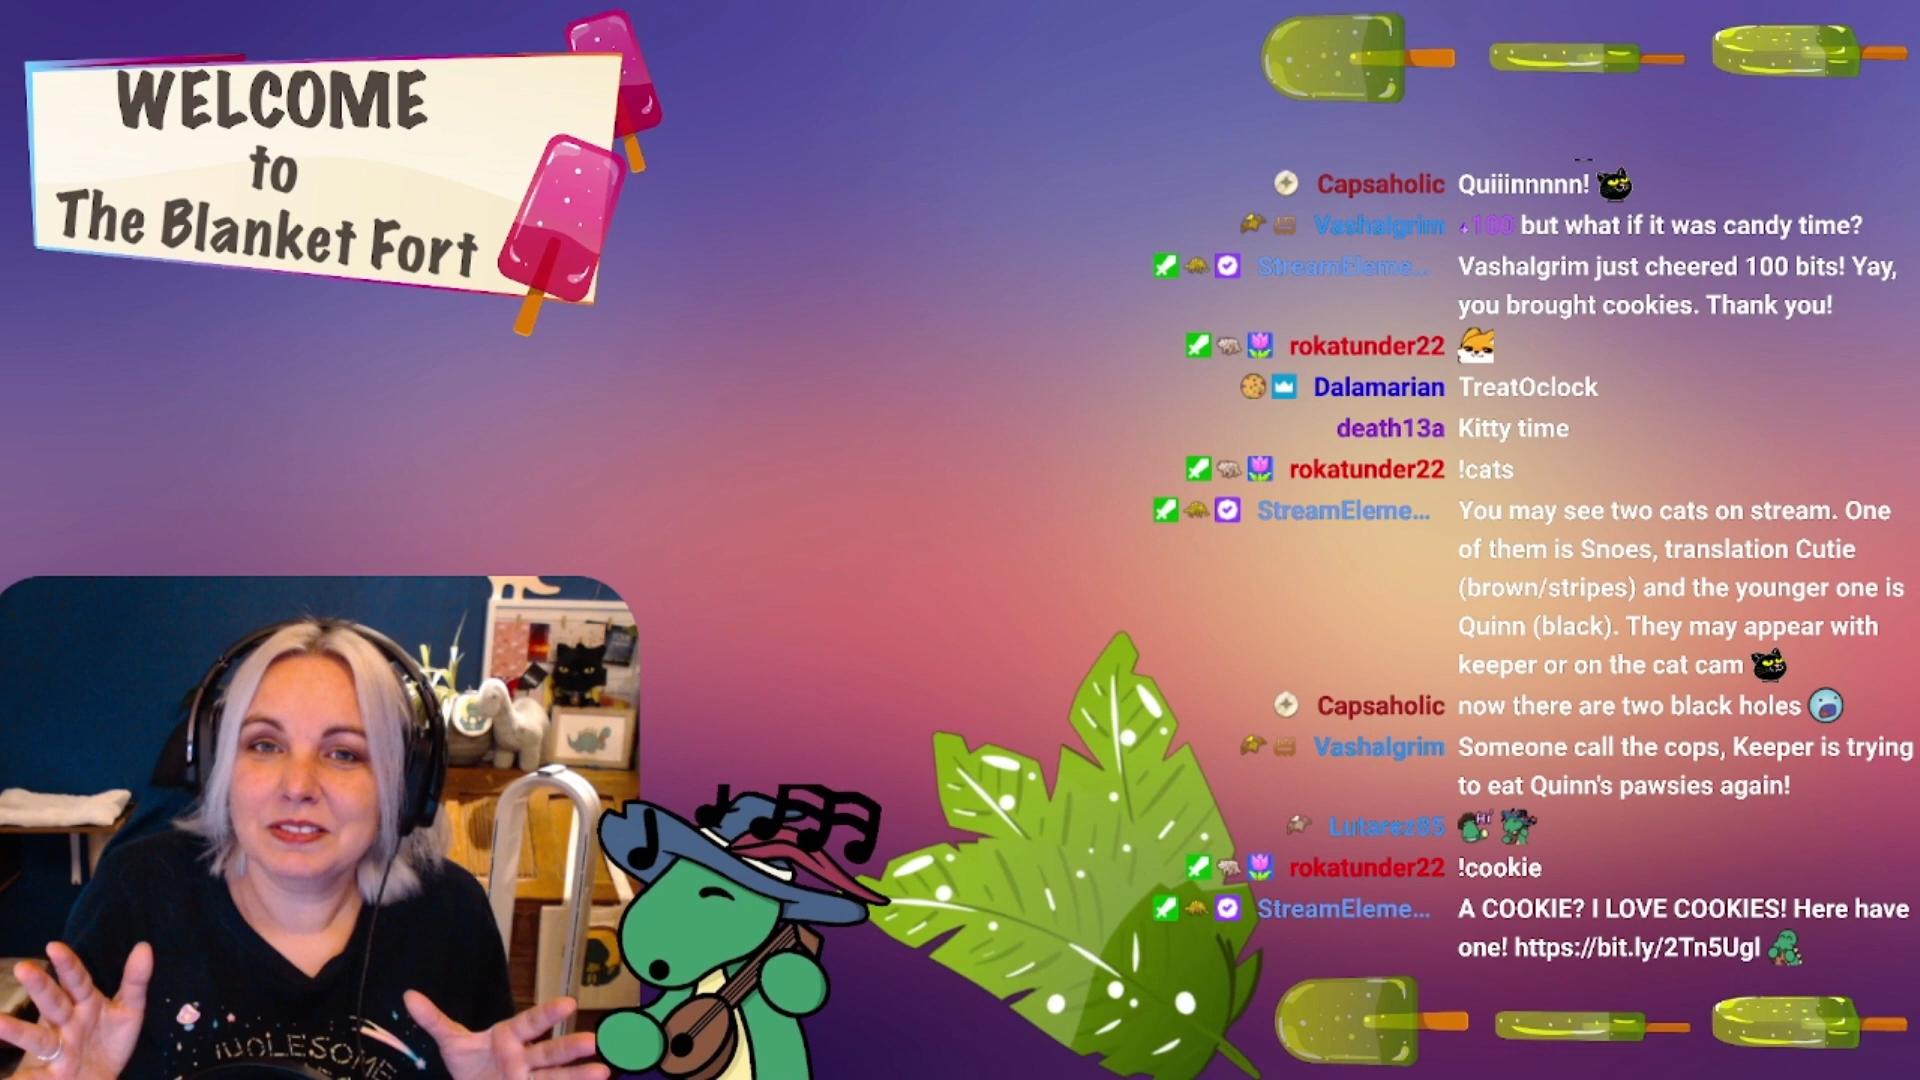 WELCOME
to
The Blanket Fort
Capsaholic Quiiinnnnn!
Vashalgrim 100 but what if it was candy time?
StreamEleme... Vashalgrim just cheered 100 bits! Yay,
you brought cookies. Thank you!
rokatunder22
Dalamarian TreatOclock
death13a Kitty time
rokatunder22 !cats
StreamEleme... You may see two cats on stream. One
of them is Snoes, translation Cutie
(brown/stripes) and the younger one is
Quinn (black). They may appear with
keeper or on the cat cam
Capsaholic now there are two black holes
Vashalgrim Someone call the cops, Keeper is trying
to eat Quinn's pawsies again!
Lutarez85 Hi
rokatunder22 !cookie
StreamEleme... A COOKIE? I LOVE COOKIES! Here have
one! https://bit.ly/2Tn5Ugl
WHOLESOME